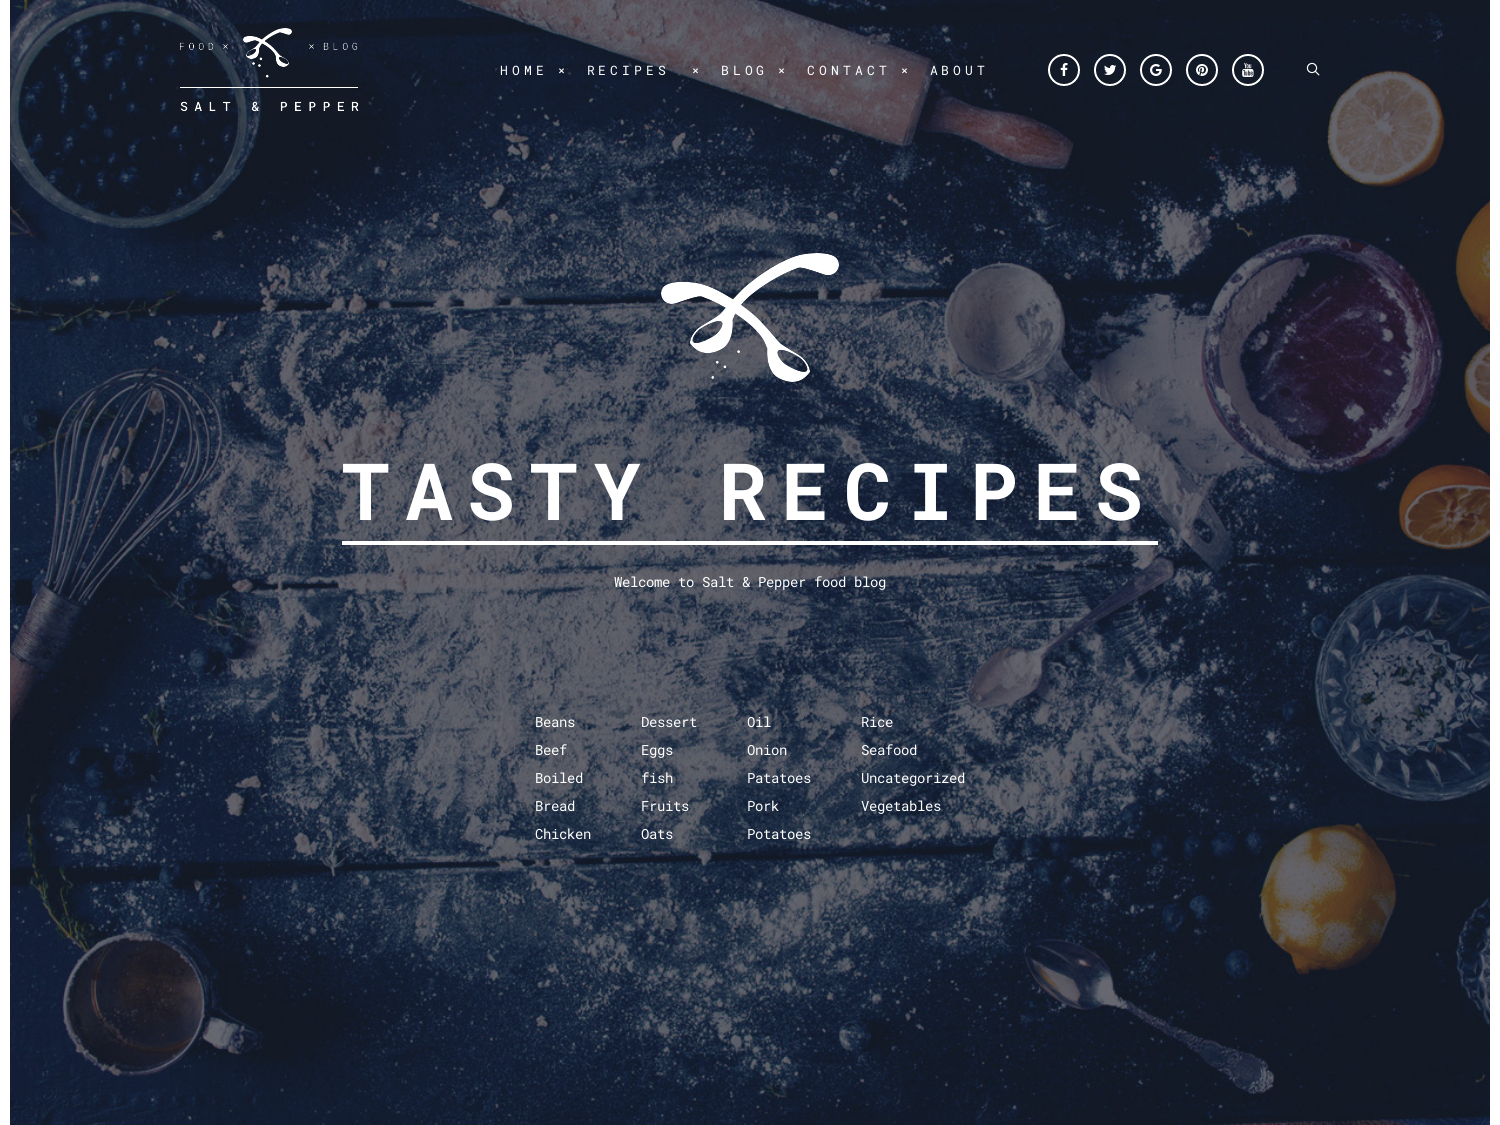 FOOD × × BLOG
SALT & PEPPER
HOME × RECIPES × BLOG × CONTACT × ABOUT
TASTY RECIPES
Welcome to Salt & Pepper food blog
Beans Dessert Oil Rice
Beef Eggs Onion Seafood
Boiled fish Patatoes Uncategorized
Bread Fruits Pork Vegetables
Chicken Oats Potatoes